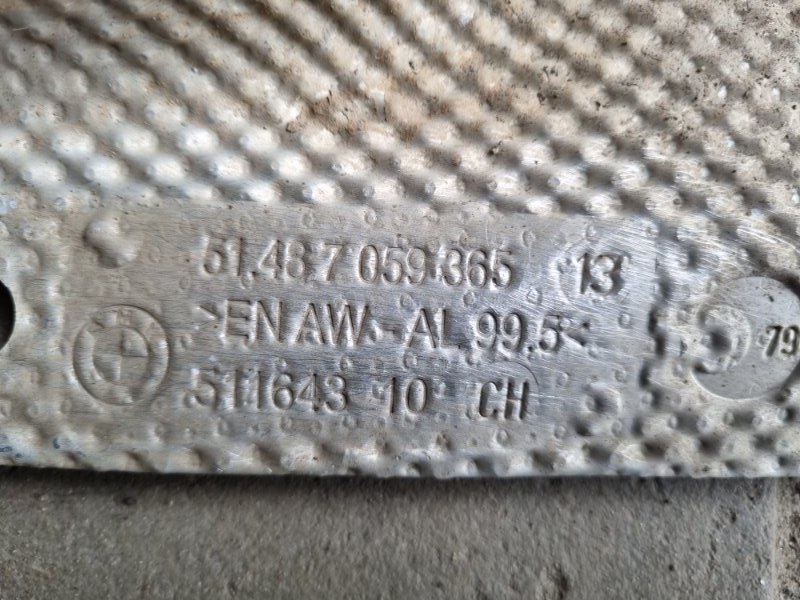 51.48 7 059 365 13
>EN AW - AL 99.5<
511643 10 CH
79